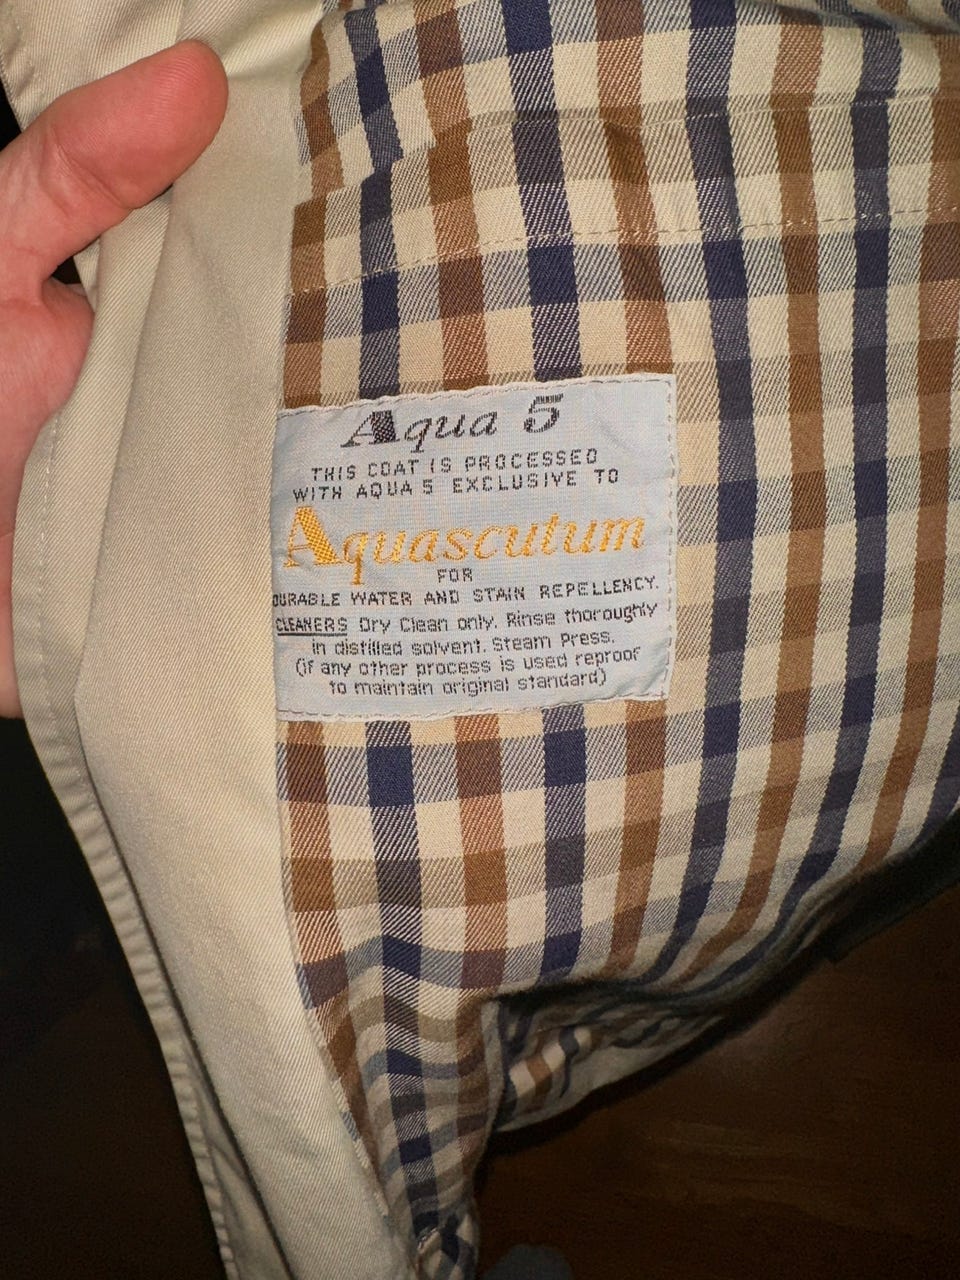 Aqua 5
THIS COAT IS PROCESSED
WITH AQUA 5 EXCLUSIVE TO
Aquascutum
FOR
DURABLE WATER AND STAIN REPELLENCY.
CLEANERS Dry Clean only. Rinse thoroughly
in distilled solvent. Steam Press.
(if any other process is used reproof
to maintain original standard)